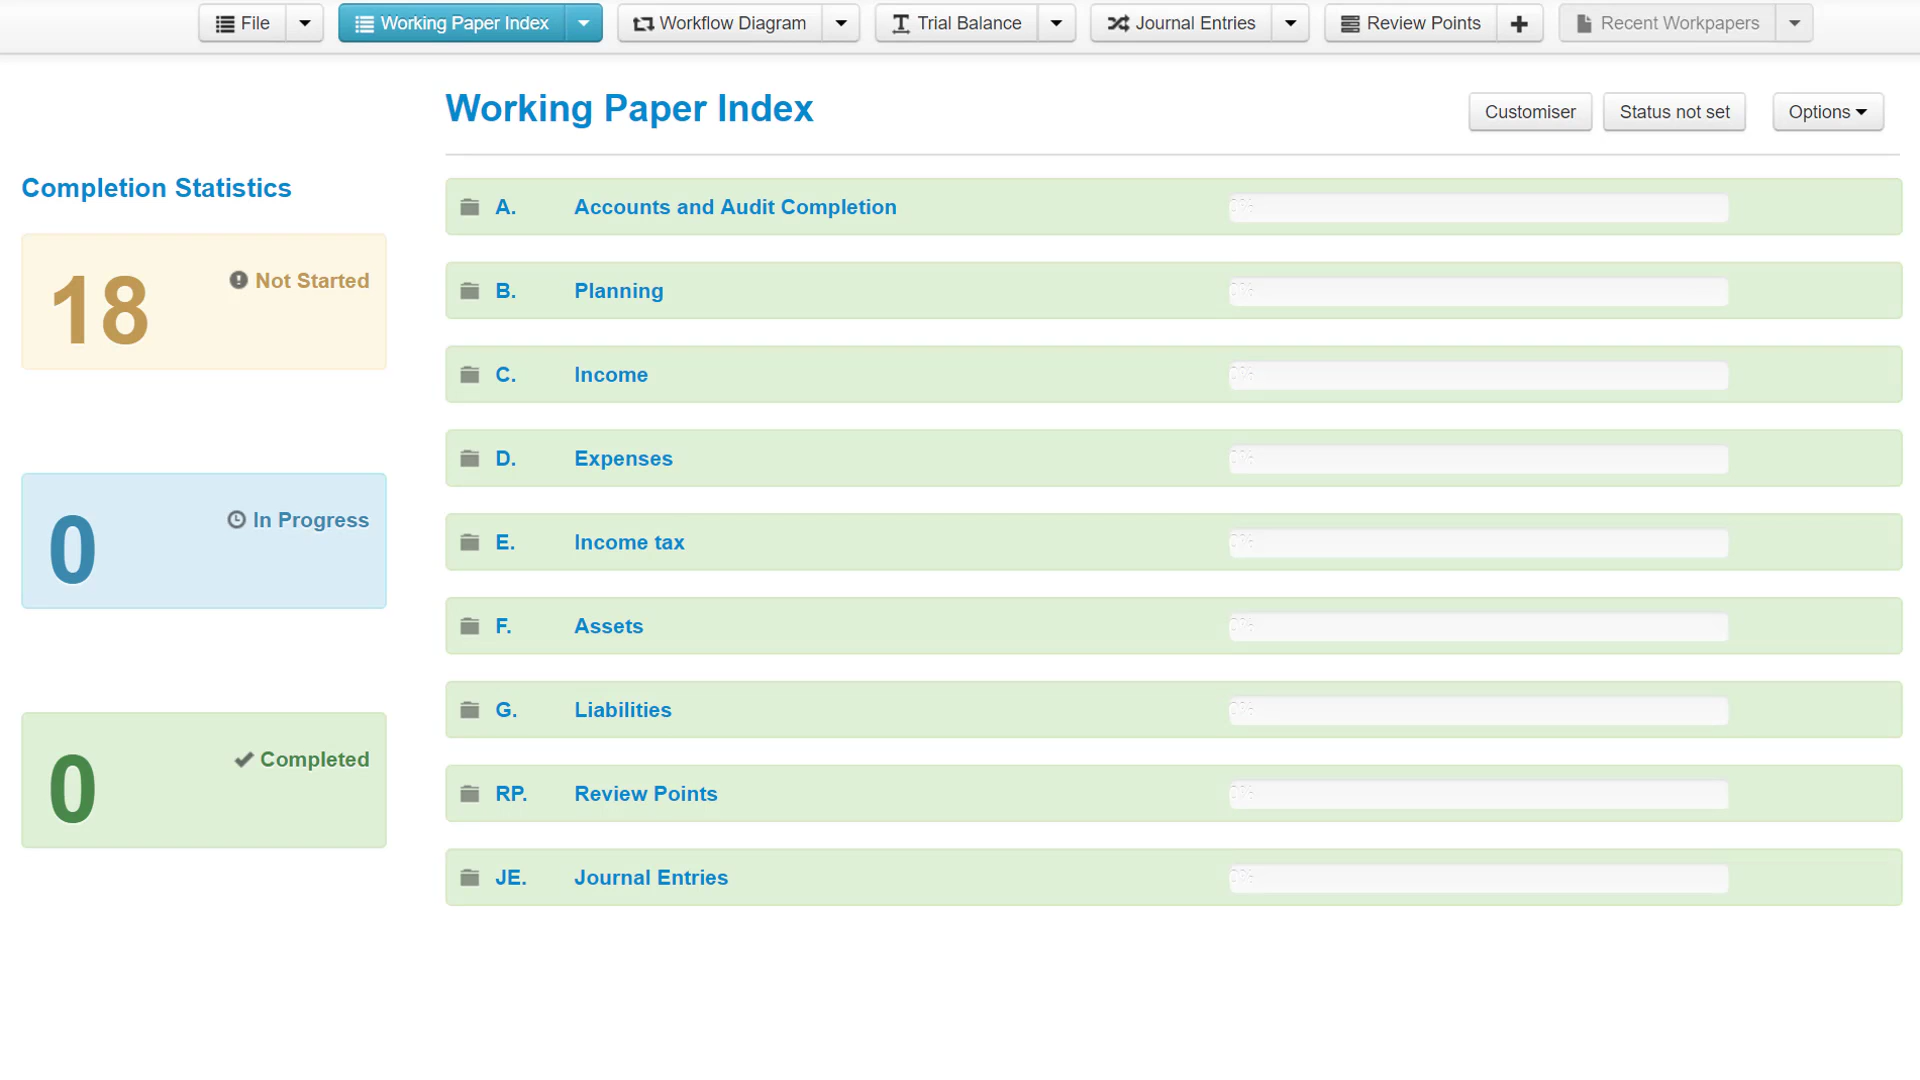 File
Working Paper Index
Workflow Diagram
Trial Balance
Journal Entries
Review Points
Recent Workpapers
Working Paper Index
Customiser
Status not set
Options
Completion Statistics
18
Not Started
0
In Progress
0
Completed
A. Accounts and Audit Completion
B. Planning
C. Income
D. Expenses
E. Income tax
F. Assets
G. Liabilities
RP. Review Points
JE. Journal Entries